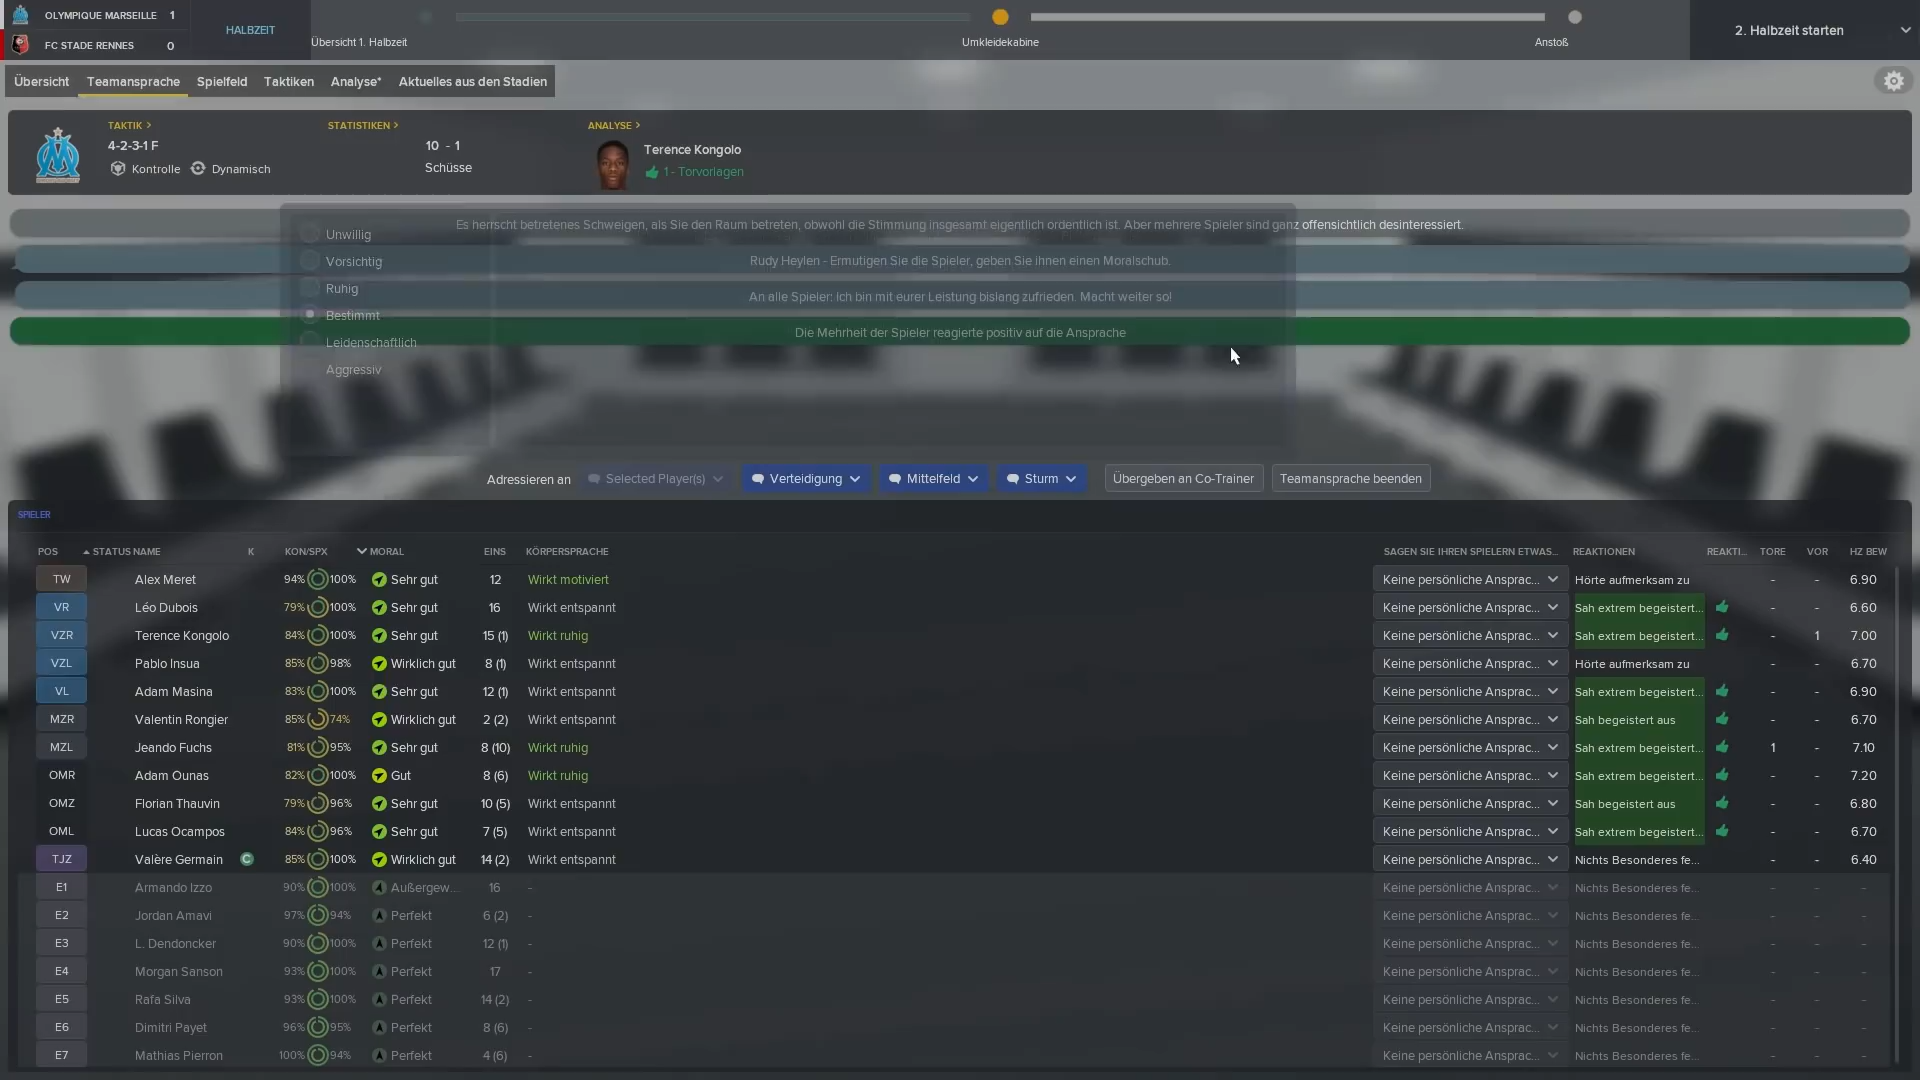 OLYMPIQUE MARSEILLE 1
FC STADE RENNES 0
HALBZEIT
Übersicht 1. Halbzeit
Umkleidekabine
Anstoß
2. Halbzeit starten
Übersicht Teamansprache Spielfeld Taktiken Analyse* Aktuelles aus den Stadien
TAKTIK > STATISTIKEN > ANALYSE >
4-2-3-1 F 10 - 1 Terence Kongolo
Kontrolle Dynamisch Schüsse 1 - Torvorlagen
Es herrscht betretenes Schweigen, als Sie den Raum betreten, obwohl die Stimmung insgesamt eigentlich ordentlich ist. Aber mehrere Spieler sind ganz offensichtlich desinteressiert.
Unwillig
Vorsichtig
Rudy Heylen - Ermutigen Sie die Spieler, geben Sie ihnen einen Moralschub.
Ruhig
An alle Spieler: Ich bin mit eurer Leistung bislang zufrieden. Macht weiter so!
Bestimmt
Die Mehrheit der Spieler reagierte positiv auf die Ansprache
Leidenschaftlich
Aggressiv
Adressieren an Selected Player(s) Verteidigung Mittelfeld Sturm Übergeben an Co-Trainer Teamansprache beenden
SPIELER
POS STATUS NAME K KON/SPX MORAL EINS KÖRPERSPRACHE SAGEN SIE IHREN SPIELERN ETWAS... REAKTIONEN REAKTI... TORE VOR HZ BEW
TW Alex Meret 94% 100% Sehr gut 12 Wirkt motiviert Keine persönliche Ansprac... Hörte aufmerksam zu - - 6.90
VR Léo Dubois 79% 100% Sehr gut 16 Wirkt entspannt Keine persönliche Ansprac... Sah extrem begeistert... - - 6.60
VZR Terence Kongolo 84% 100% Sehr gut 15 (1) Wirkt ruhig Keine persönliche Ansprac... Sah extrem begeistert... - 1 7.00
VZL Pablo Insua 85% 98% Wirklich gut 8 (1) Wirkt entspannt Keine persönliche Ansprac... Hörte aufmerksam zu - - 6.70
VL Adam Masina 83% 100% Sehr gut 12 (1) Wirkt entspannt Keine persönliche Ansprac... Sah extrem begeistert... - - 6.90
MZR Valentin Rongier 85% 74% Wirklich gut 2 (2) Wirkt entspannt Keine persönliche Ansprac... Sah begeistert aus - - 6.70
MZL Jeando Fuchs 81% 95% Sehr gut 8 (10) Wirkt ruhig Keine persönliche Ansprac... Sah extrem begeistert... 1 - 7.10
OMR Adam Ounas 82% 100% Gut 8 (6) Wirkt ruhig Keine persönliche Ansprac... Sah extrem begeistert... - - 7.20
OMZ Florian Thauvin 79% 96% Sehr gut 10 (5) Wirkt entspannt Keine persönliche Ansprac... Sah begeistert aus - - 6.80
OML Lucas Ocampos 84% 96% Sehr gut 7 (5) Wirkt entspannt Keine persönliche Ansprac... Sah extrem begeistert... - - 6.70
TJZ Valère Germain C 85% 100% Wirklich gut 14 (2) Wirkt entspannt Keine persönliche Ansprac... Nichts Besonderes fe... - - 6.40
E1 Armando Izzo 90% 100% Außergew... 16 - Keine persönliche Ansprac... Nichts Besonderes fe... - - -
E2 Jordan Amavi 97% 94% Perfekt 6 (2) - Keine persönliche Ansprac... Nichts Besonderes fe... - - -
E3 L. Dendoncker 90% 100% Perfekt 12 (1) - Keine persönliche Ansprac... Nichts Besonderes fe... - - -
E4 Morgan Sanson 93% 100% Perfekt 17 - Keine persönliche Ansprac... Nichts Besonderes fe... - - -
E5 Rafa Silva 93% 100% Perfekt 14 (2) - Keine persönliche Ansprac... Nichts Besonderes fe... - - -
E6 Dimitri Payet 96% 95% Perfekt 8 (6) - Keine persönliche Ansprac... Nichts Besonderes fe... - - -
E7 Mathias Pierron 100% 94% Perfekt 4 (6) - Keine persönliche Ansprac... Nichts Besonderes fe... - - -